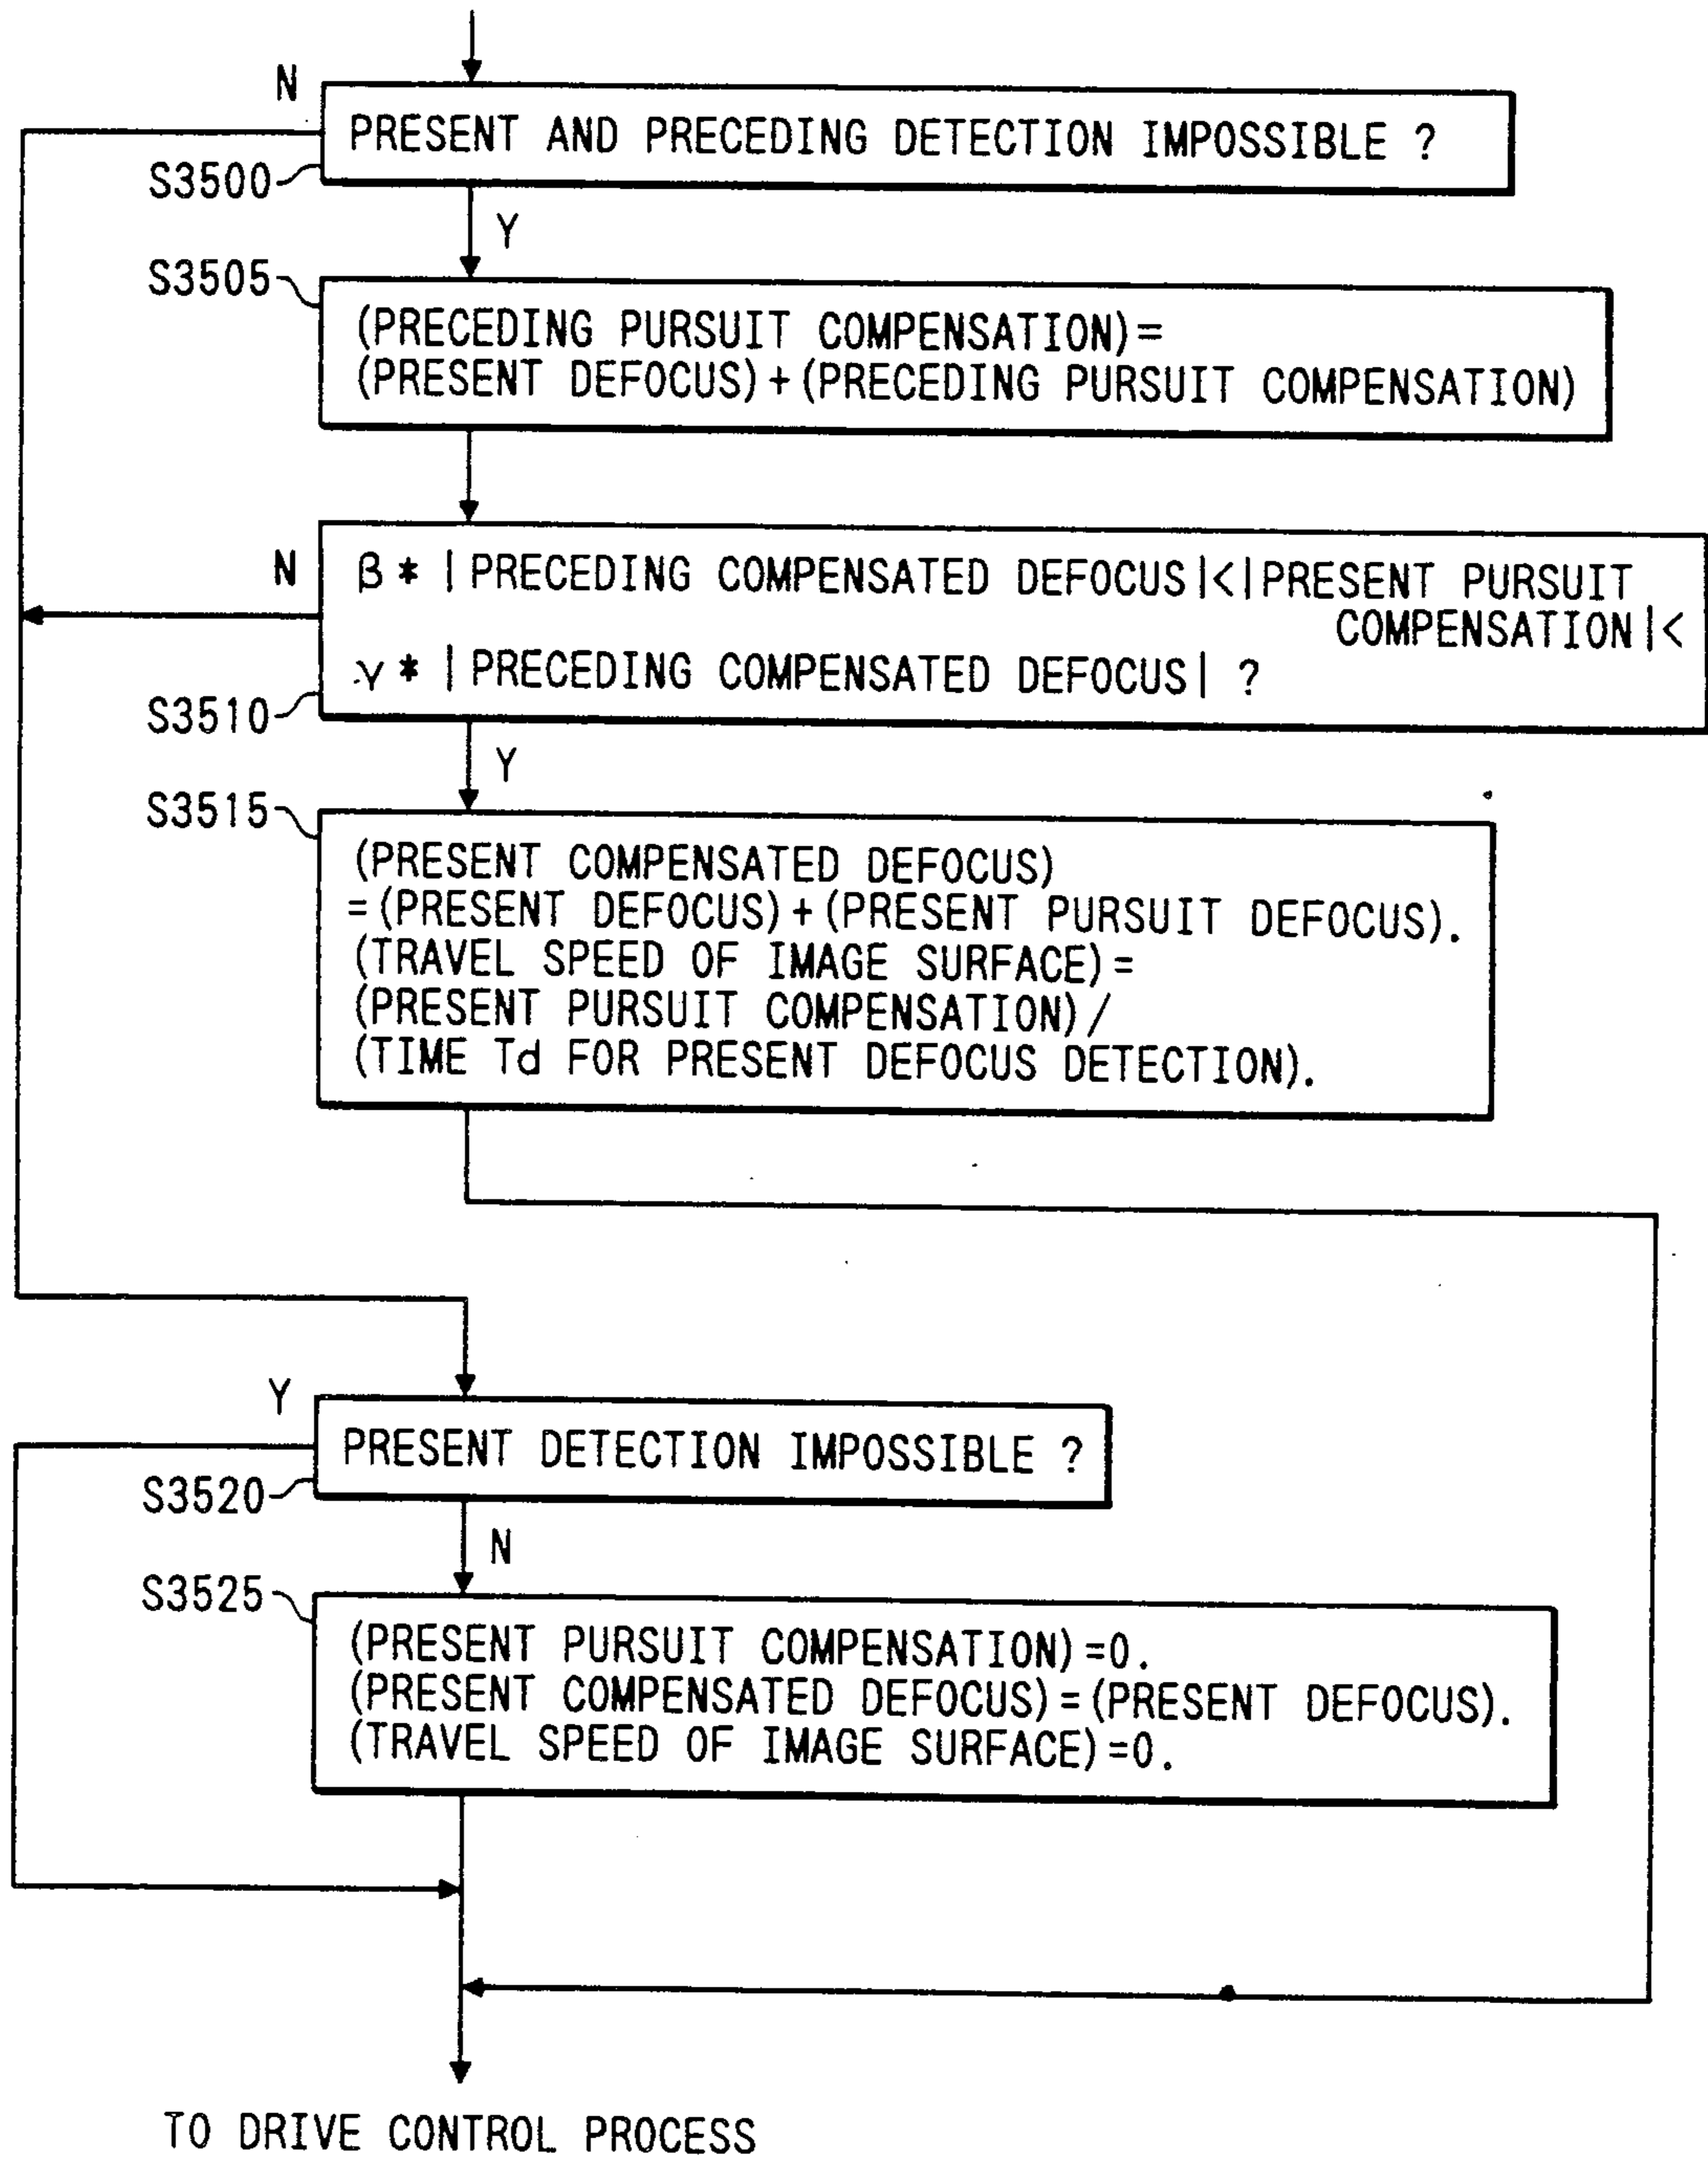 N
PRESENT AND PRECEDING DETECTION IMPOSSIBLE ?
S3500
Y
S3505
(PRECEDING PURSUIT COMPENSATION)=
(PRESENT DEFOCUS)+(PRECEDING PURSUIT COMPENSATION)
N
β* |PRECEDING COMPENSATED DEFOCUS|<|PRESENT PURSUIT
COMPENSATION|<
γ* |PRECEDING COMPENSATED DEFOCUS| ?
S3510
Y
S3515
(PRESENT COMPENSATED DEFOCUS)
=(PRESENT DEFOCUS)+(PRESENT PURSUIT DEFOCUS).
(TRAVEL SPEED OF IMAGE SURFACE)=
(PRESENT PURSUIT COMPENSATION)/
(TIME Td FOR PRESENT DEFOCUS DETECTION).
Y
PRESENT DETECTION IMPOSSIBLE ?
S3520
N
S3525
(PRESENT PURSUIT COMPENSATION)=0.
(PRESENT COMPENSATED DEFOCUS)=(PRESENT DEFOCUS).
(TRAVEL SPEED OF IMAGE SURFACE)=0.
TO DRIVE CONTROL PROCESS